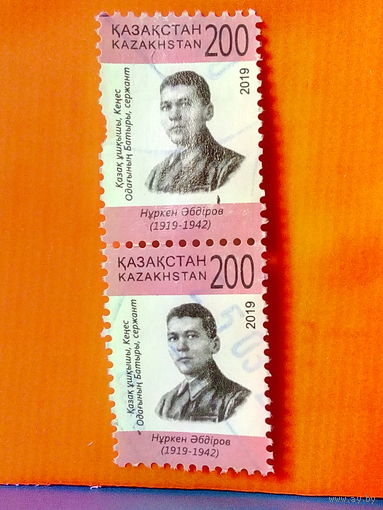 ҚАЗАҚСТАН
KAZAKHSTAN 200
2019
Қазақ ұшқышы, Кеңес
Одағының Батыры, сержант
Нұркен Әбдіров
(1919-1942)
ҚАЗАҚСТАН
KAZAKHSTAN 200
2019
Қазақ ұшқышы, Кеңес
Одағының Батыры, сержант
Нұркен Әбдіров
(1919-1942)